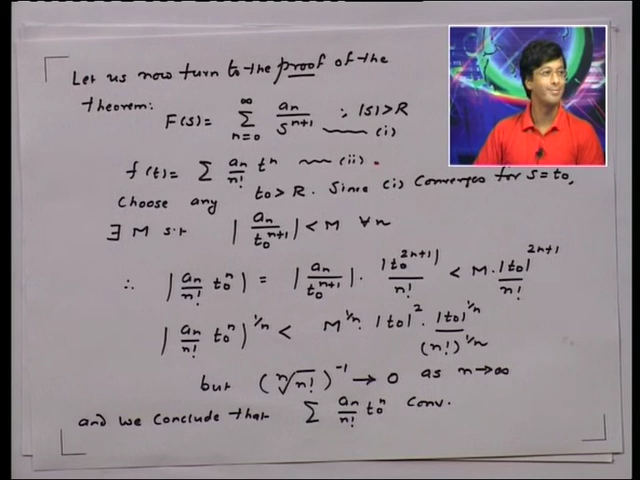 Let us now turn to the proof of the
theorem:
F(s) = ∑_{n=0}^{∞} a_n / s^{n+1} ; |s| > R (i)
f(t) = ∑ a_n/n! t^n (ii) .
Choose any t_0 > R. Since (i) converges for s = t_0,
∃ M s.t |a_n / t_0^{n+1}| < M ∀n
∴ |a_n/n! t_0^n| = |a_n / t_0^{n+1}| · |t_0^{2n+1}| / n! < M · |t_0|^{2n+1} / n!
|a_n/n! t_0^n|^{1/n} < M^{1/n} · |t_0|^2 · |t_0|^{1/n} / (n!)^{1/n}
but (ⁿ√n!)^{-1} → 0 as n→∞
and we conclude that ∑ a_n/n! t_0^n conv.